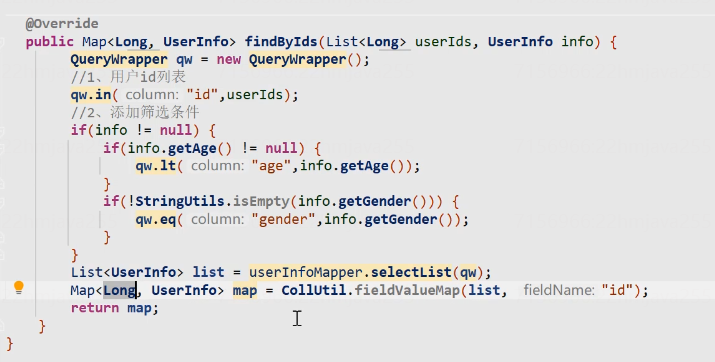 @Override
public Map<Long, UserInfo> findByIds(List<Long> userIds, UserInfo info) {
QueryWrapper qw = new QueryWrapper();
//1、用户id列表
qw.in( column: "id",userIds);
//2、添加筛选条件
if(info != null) {
if(info.getAge() != null) {
qw.lt( column: "age",info.getAge());
}
if(!StringUtils.isEmpty(info.getGender())) {
qw.eq( column: "gender",info.getGender());
}
}
List<UserInfo> list = userInfoMapper.selectList(qw);
Map<Long, UserInfo> map = CollUtil.fieldValueMap(list, fieldName: "id");
return map;
}
}